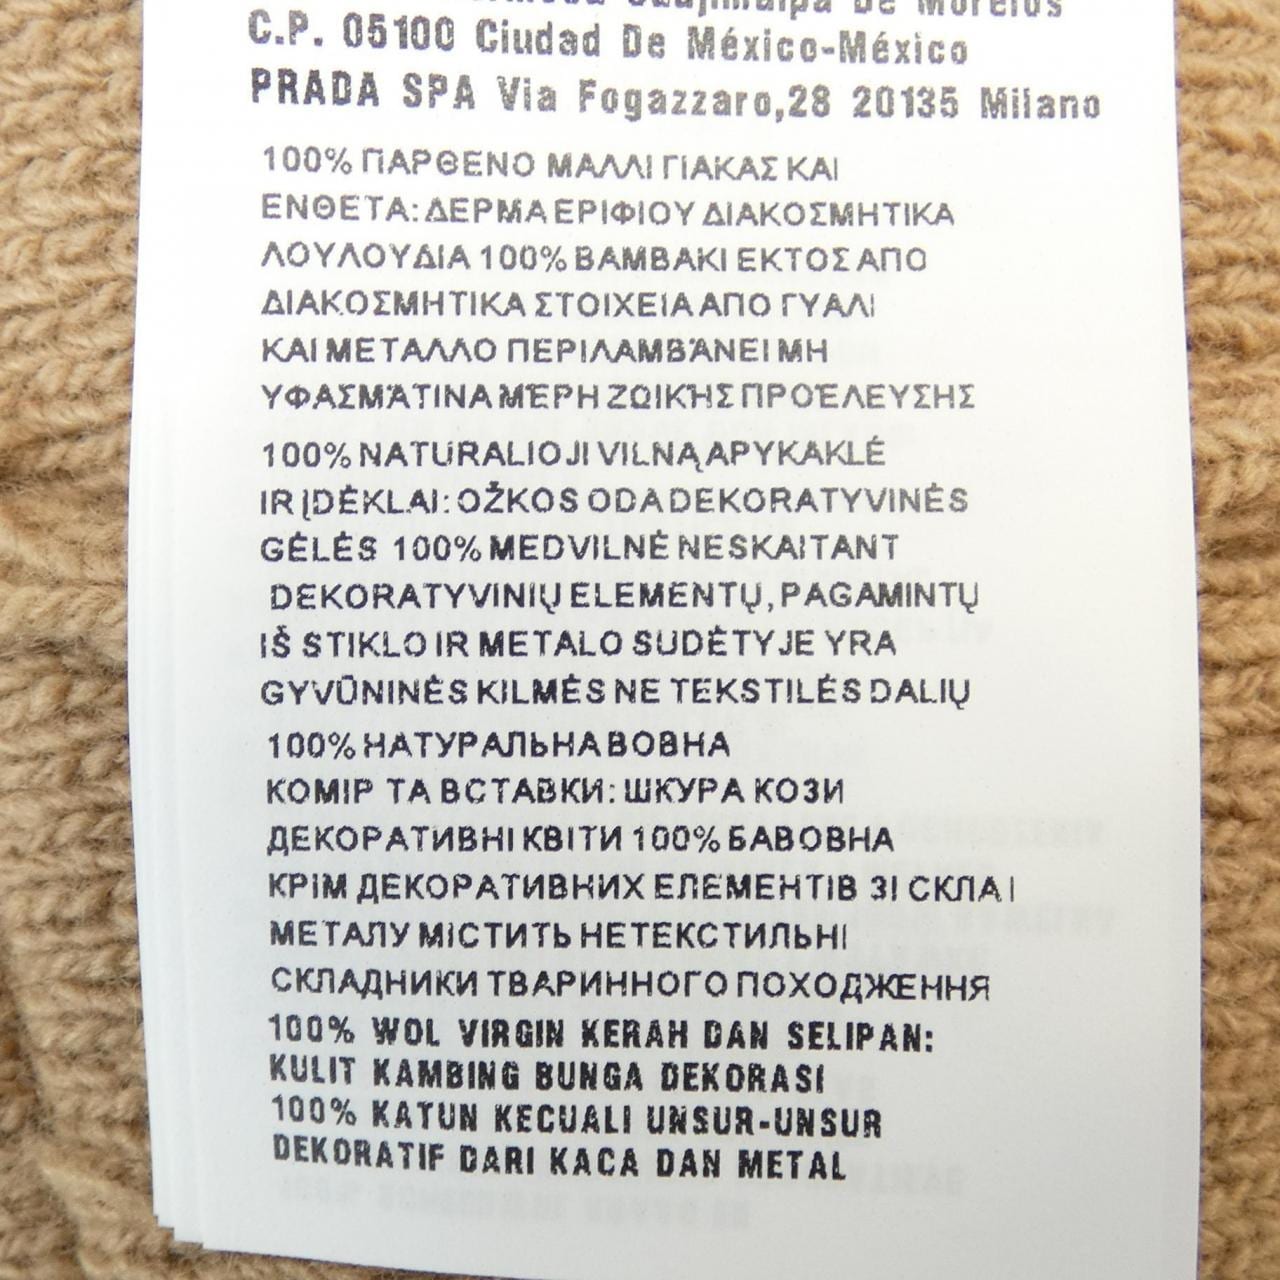 De Morelos
C.P. 05100 Ciudad De México-México
PRADA SPA Via Fogazzaro,28 20135 Milano
100% ΠΑΡΘΕΝΟ ΜΑΛΛΙ ΓΙΑΚΑΣ ΚΑΙ
ΕΝΘΕΤΑ: ΔΕΡΜΑ ΕΡΙΦΙΟΥ ΔΙΑΚΟΣΜΗΤΙΚΑ
ΛΟΥΛΟΥΔΙΑ 100% ΒΑΜΒΑΚΙ ΕΚΤΟΣ ΑΠΟ
ΔΙΑΚΟΣΜΗΤΙΚΑ ΣΤΟΙΧΕΙΑ ΑΠΟ ΓΥΑΛΙ
ΚΑΙ ΜΕΤΑΛΛΟ ΠΕΡΙΛΑΜΒΆΝΕΙ ΜΗ
ΥΦΑΣΜΆΤΙΝΑ ΜΈΡΗ ΖΩΙΚΉΣ ΠΡΟΈΛΕΥΣΗΣ
100% NATŪRALIOJI VILNĄ APYKAKLĖ
IR ĮDĖKLAI: OŽKOS ODA DEKORATYVINĖS
GĖLĖS 100% MEDVILNĖ NESKAITANT
DEKORATYVINIŲ ELEMENTŲ, PAGAMINTŲ
IŠ STIKLO IR METALO SUDĖTYJE YRA
GYVŪNINĖS KILMĖS NE TEKSTILĖS DALIŲ
100% НАТУРАЛЬНА ВОВНА
КОМІР ТА ВСТАВКИ: ШКУРА КОЗИ
ДЕКОРАТИВНІ КВІТИ 100% БАВОВНА
КРІМ ДЕКОРАТИВНИХ ЕЛЕМЕНТІВ ЗІ СКЛА І
МЕТАЛУ МІСТИТЬ НЕТЕКСТИЛЬНІ
СКЛАДНИКИ ТВАРИННОГО ПОХОДЖЕННЯ
100% WOL VIRGIN KERAH DAN SELIPAN:
KULIT KAMBING BUNGA DEKORASI
100% KATUN KECUALI UNSUR-UNSUR
DEKORATIF DARI KACA DAN METAL